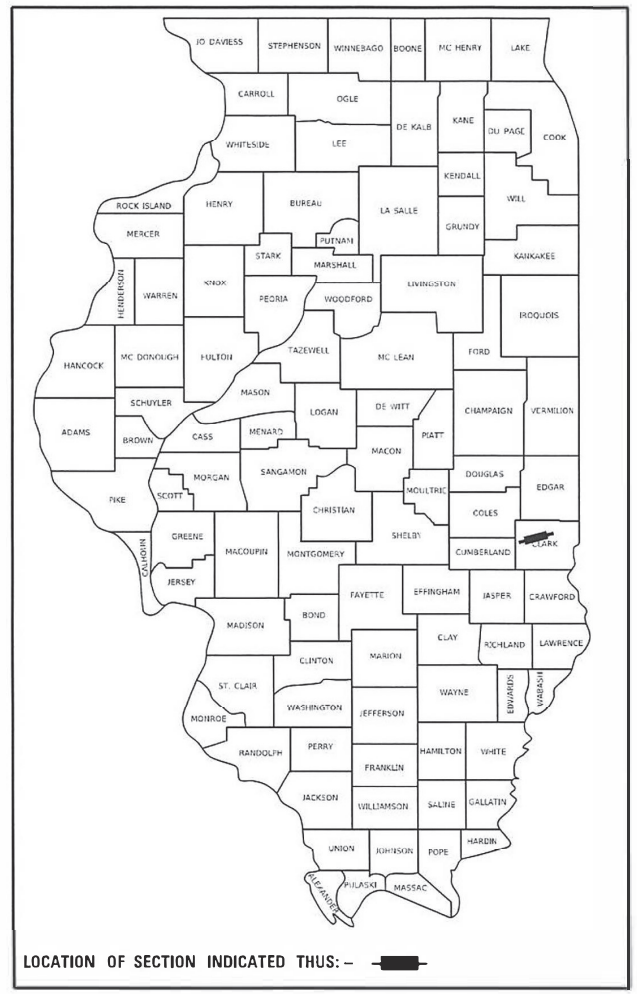 JO DAVIESS STEPHENSON WINNEBAGO BOONE MC HENRY LAKE
CARROLL OGLE
DE KALB KANE DU PAGE COOK
WHITESIDE LEE
KENDALL
ROCK ISLAND HENRY BUREAU LA SALLE WILL
GRUNDY
MERCER PUTNAM
STARK MARSHALL KANKAKEE
HENDERSON WARREN KNOX PEORIA WOODFORD LIVINGSTON
IROQUOIS
HANCOCK MC DONOUGH FULTON TAZEWELL MC LEAN FORD
MASON
SCHUYLER LOGAN DE WITT CHAMPAIGN VERMILION
ADAMS BROWN CASS MENARD PIATT
MACON
PIKE SCOTT MORGAN SANGAMON MOULTRIE DOUGLAS EDGAR
CHRISTIAN COLES
CALHOUN GREENE MACOUPIN MONTGOMERY SHELBY CUMBERLAND CLARK
JERSEY
FAYETTE EFFINGHAM JASPER CRAWFORD
MADISON BOND
CLAY RICHLAND LAWRENCE
CLINTON MARION
ST. CLAIR WAYNE EDWARDS WABASH
MONROE WASHINGTON JEFFERSON
RANDOLPH PERRY HAMILTON WHITE
FRANKLIN
JACKSON WILLIAMSON SALINE GALLATIN
UNION JOHNSON POPE HARDIN
ALEXANDER PULASKI MASSAC
LOCATION OF SECTION INDICATED THUS: -